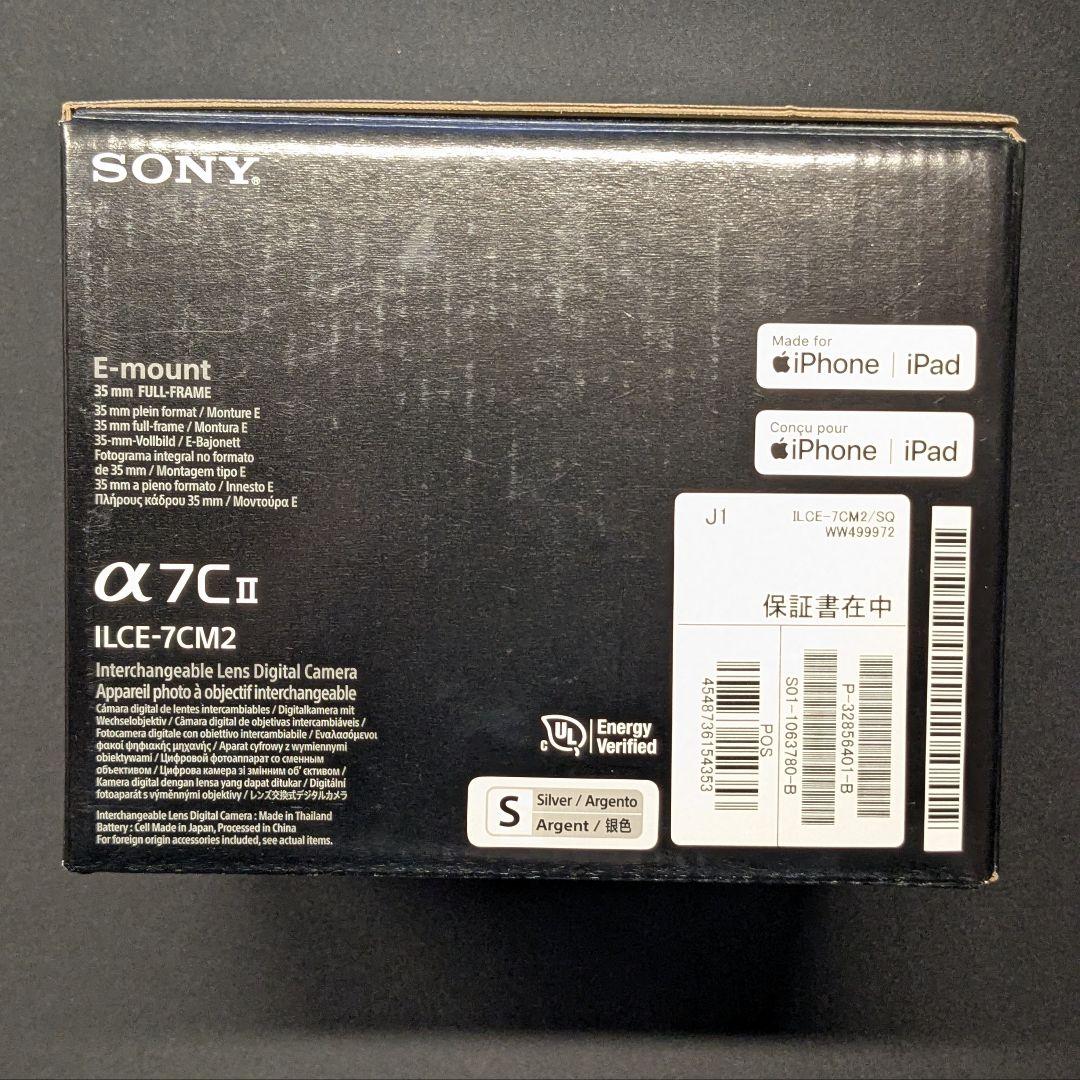 SONY®
E-mount
35 mm FULL-FRAME
35 mm plein format / Monture E
35 mm full-frame / Montura E
35-mm-Vollbild / E-Bajonett
Fotograma integral no formato
de 35 mm / Montagem tipo E
35 mm a pieno formato / Innesto E
Πλήρους κάδρου 35 mm / Μοντούρα E
α7C II
ILCE-7CM2
Interchangeable Lens Digital Camera
Appareil photo à objectif interchangeable
Cámara digital de lentes intercambiables / Digitalkamera mit
Wechselobjektiv / Câmara digital de objetivas intercambiáveis /
Fotocamera digitale con obiettivo intercambiabile / Εναλασσόμενοι
φακοί ψηφιακής μηχανής / Aparat cyfrowy z wymiennymi
obiektywami / Цифровой фотоаппарат со сменным
объективом / Цифрова камера зі змінним об'єктивом /
Kamera digital dengan lensa yang dapat ditukar / Digitální
fotoaparát s výměnnými objektivy / レンズ交換式デジタルカメラ
Interchangeable Lens Digital Camera : Made in Thailand
Battery : Cell Made in Japan, Processed in China
For foreign origin accessories included, see actual items.
Made for
iPhone | iPad
Conçu pour
iPhone | iPad
J1
ILCE-7CM2/SQ
WW499972
保証書在中
4548736154353
POS
S01-1063780-B
P-32856401-B
c UL
Energy
Verified
S
Silver / Argento
Argent / 银色